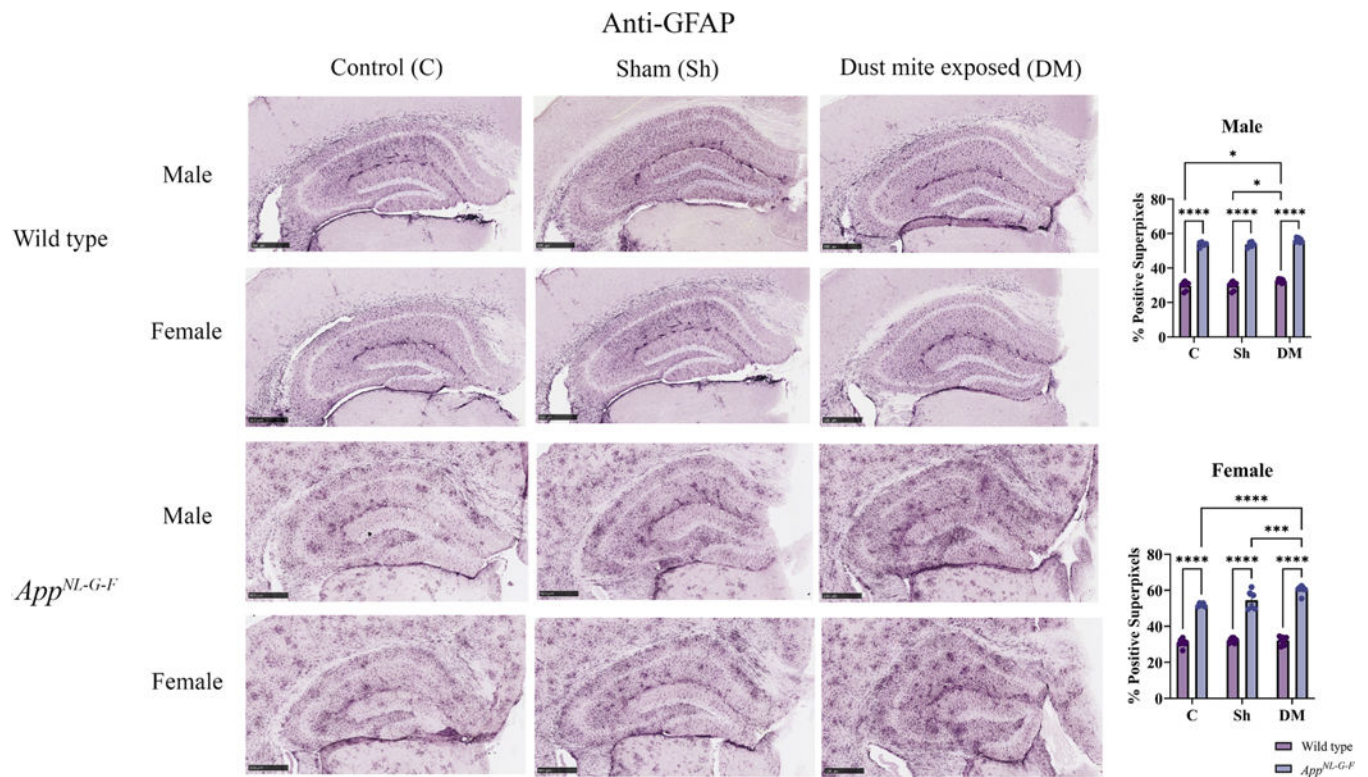 Anti-GFAP
Control (C)
Sham (Sh)
Dust mite exposed (DM)
Wild type
Male
Female
App^NL-G-F
Male
Female
Male
*
*
**** **** ****
% Positive Superpixels
80
60
40
20
0
C Sh DM
Female
****
***
**** **** ****
% Positive Superpixels
80
60
40
20
0
C Sh DM
Wild type
App^NL-G-F